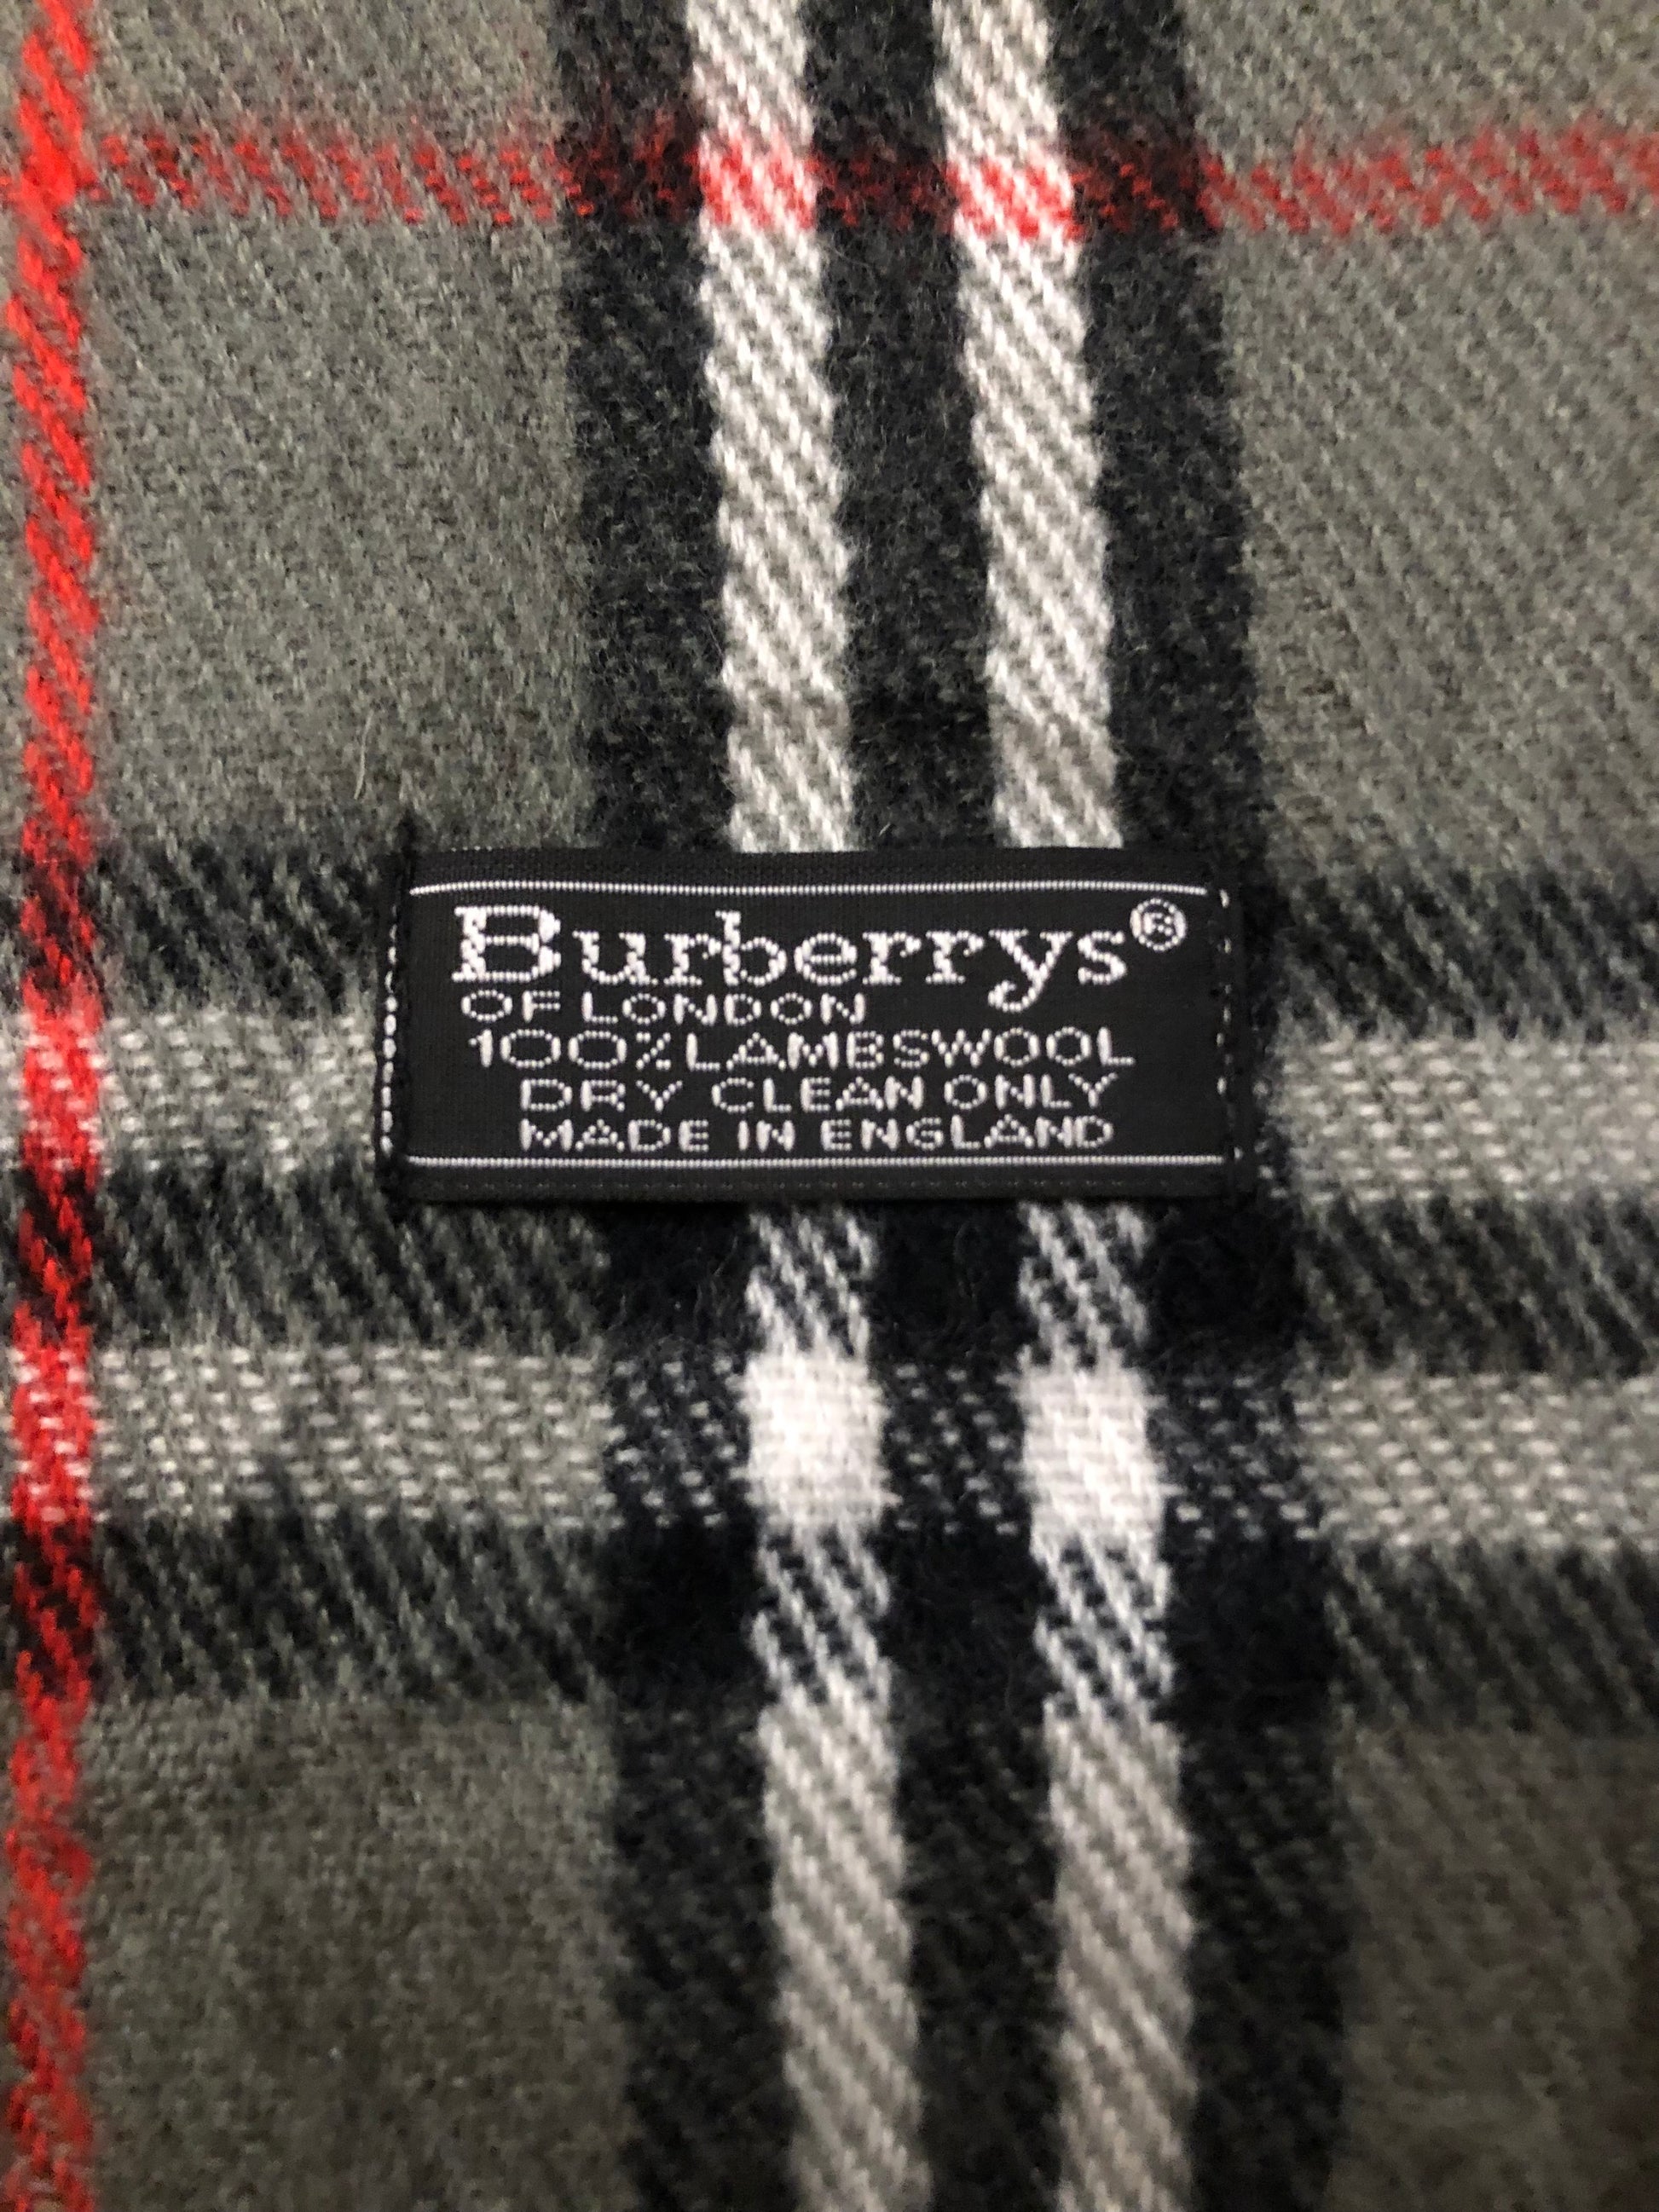 Burberrys®
OF LONDON
100% LAMBSWOOL
DRY CLEAN ONLY
MADE IN ENGLAND